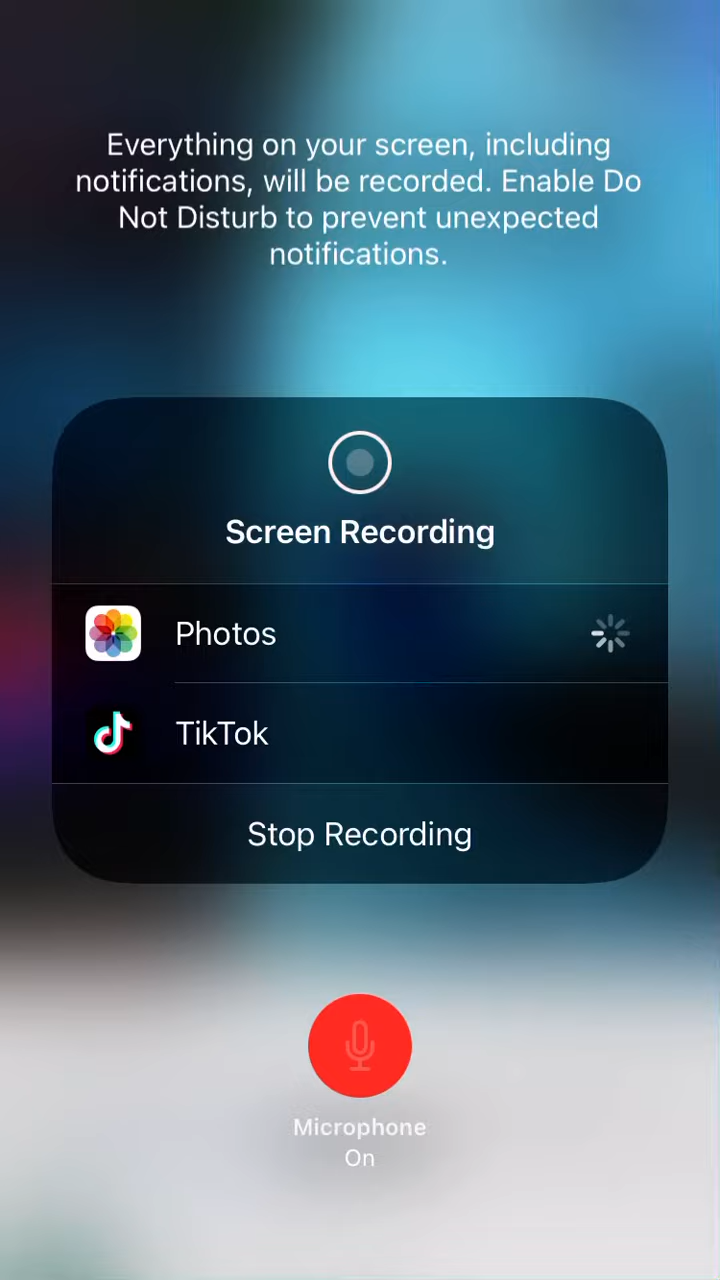 Everything on your screen, including
notifications, will be recorded. Enable Do
Not Disturb to prevent unexpected
notifications.
Screen Recording
Photos
TikTok
Stop Recording
Microphone
On